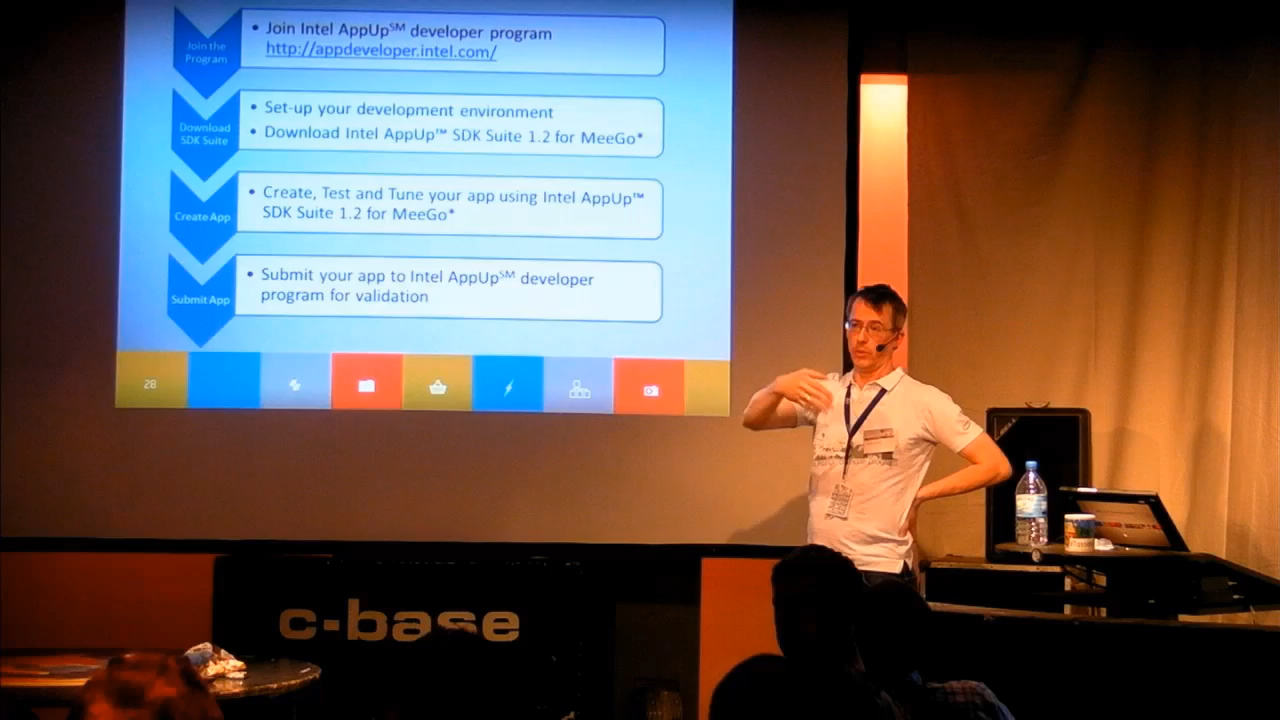 Join the
Program
• Join Intel AppUp℠ developer program
http://appdeveloper.intel.com/
Download
SDK Suite
• Set-up your development environment
• Download Intel AppUp™ SDK Suite 1.2 for MeeGo*
Create App
• Create, Test and Tune your app using Intel AppUp™
SDK Suite 1.2 for MeeGo*
Submit App
• Submit your app to Intel AppUp℠ developer
program for validation
28
c-base